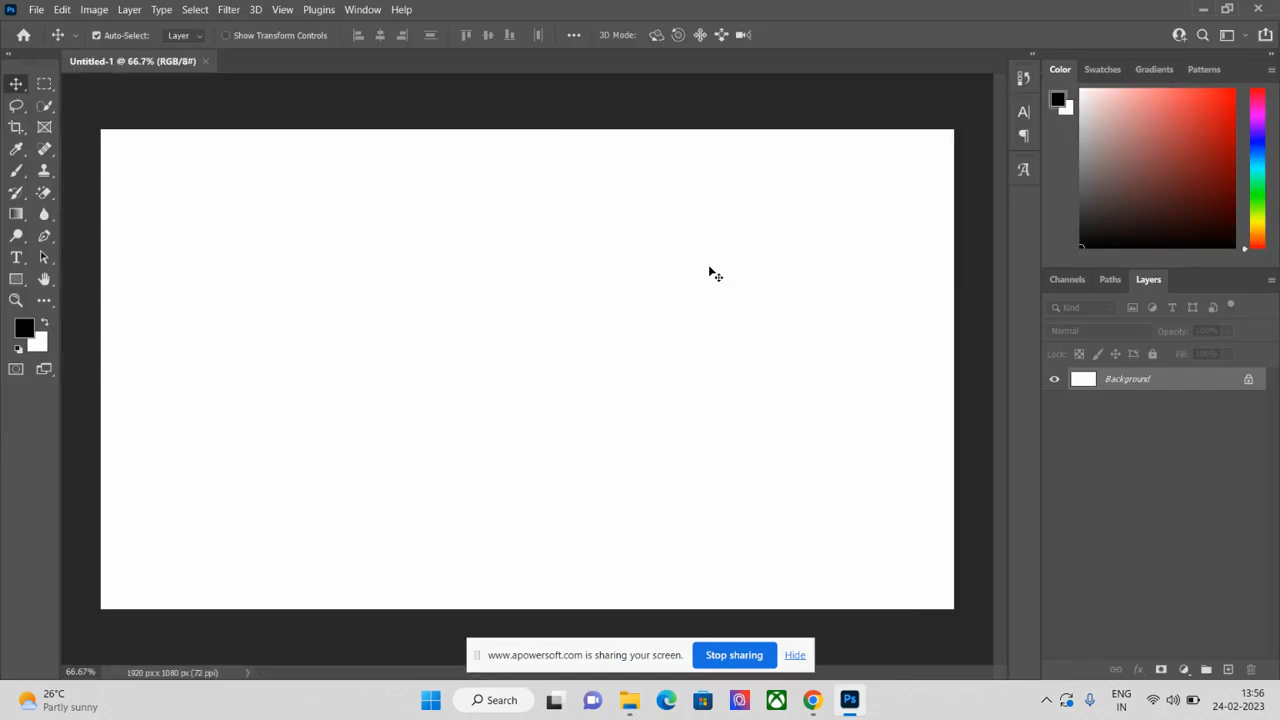 Ps File Edit Image Layer Type Select Filter 3D View Plugins Window Help
Auto-Select: Layer Show Transform Controls 3D Mode:
Untitled-1 @ 66.7% (RGB/8#)
Color Swatches Gradients Patterns
Channels Paths Layers
Kind
Normal Opacity: 100%
Lock: Fill: 100%
Background
www.apowersoft.com is sharing your screen. Stop sharing Hide
66.67% 1920 px x 1080 px (72 ppi)
26°C
Partly sunny
Search
Ps
ENG
IN
13:56
24-02-2023